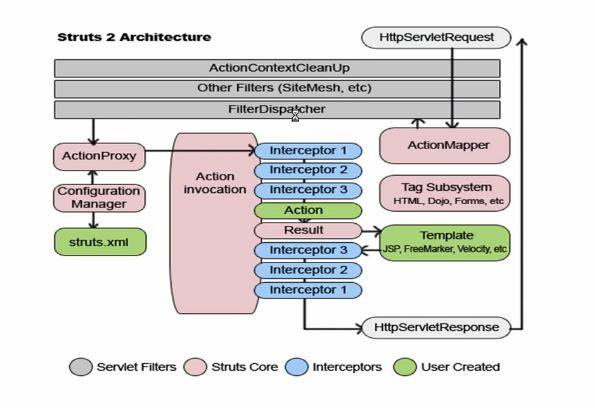 Struts 2 Architecture
HttpServletRequest
ActionContextCleanUp
Other Filters (SiteMesh, etc)
FilterDispatcher
ActionProxy
Configuration
Manager
struts.xml
Action
invocation
Interceptor 1
Interceptor 2
Interceptor 3
Action
Result
Interceptor 3
Interceptor 2
Interceptor 1
ActionMapper
Tag Subsystem
HTML, Dojo, Forms, etc
Template
JSP, FreeMarker, Velocity, etc
HttpServletResponse
Servlet Filters
Struts Core
Interceptors
User Created